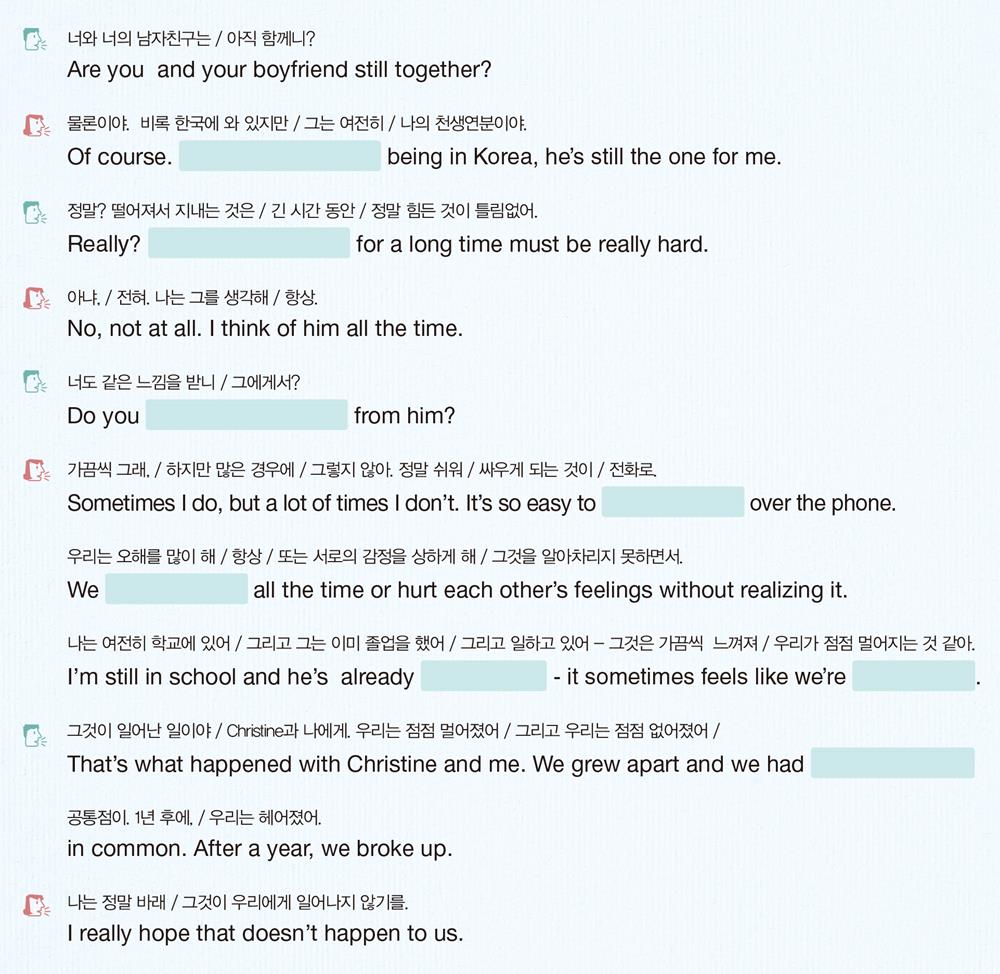 너와 너의 남자친구는 / 아직 함께니?
Are you and your boyfriend still together?
물론이야. 비록 한국에 와 있지만 / 그는 여전히 / 나의 천생연분이야.
Of course. being in Korea, he's still the one for me.
정말? 떨어져서 지내는 것은 / 긴 시간 동안 / 정말 힘든 것이 틀림없어.
Really? for a long time must be really hard.
아냐, / 전혀. 나는 그를 생각해 / 항상.
No, not at all. I think of him all the time.
너도 같은 느낌을 받니 / 그에게서?
Do you from him?
가끔씩 그래, / 하지만 많은 경우에 / 그렇지 않아. 정말 쉬워 / 싸우게 되는 것이 / 전화로.
Sometimes I do, but a lot of times I don't. It's so easy to over the phone.
우리는 오해를 많이 해 / 항상 / 또는 서로의 감정을 상하게 해 / 그것을 알아차리지 못하면서.
We all the time or hurt each other's feelings without realizing it.
나는 여전히 학교에 있어 / 그리고 그는 이미 졸업을 했어 / 그리고 일하고 있어 – 그것은 가끔씩 느껴져 / 우리가 점점 멀어지는 것 같아.
I'm still in school and he's already - it sometimes feels like we're .
그것이 일어난 일이야 / Christine과 나에게. 우리는 점점 멀어졌어 / 그리고 우리는 점점 없어졌어 /
That's what happened with Christine and me. We grew apart and we had
공통점이. 1년 후에, / 우리는 헤어졌어.
in common. After a year, we broke up.
나는 정말 바래 / 그것이 우리에게 일어나지 않기를.
I really hope that doesn't happen to us.